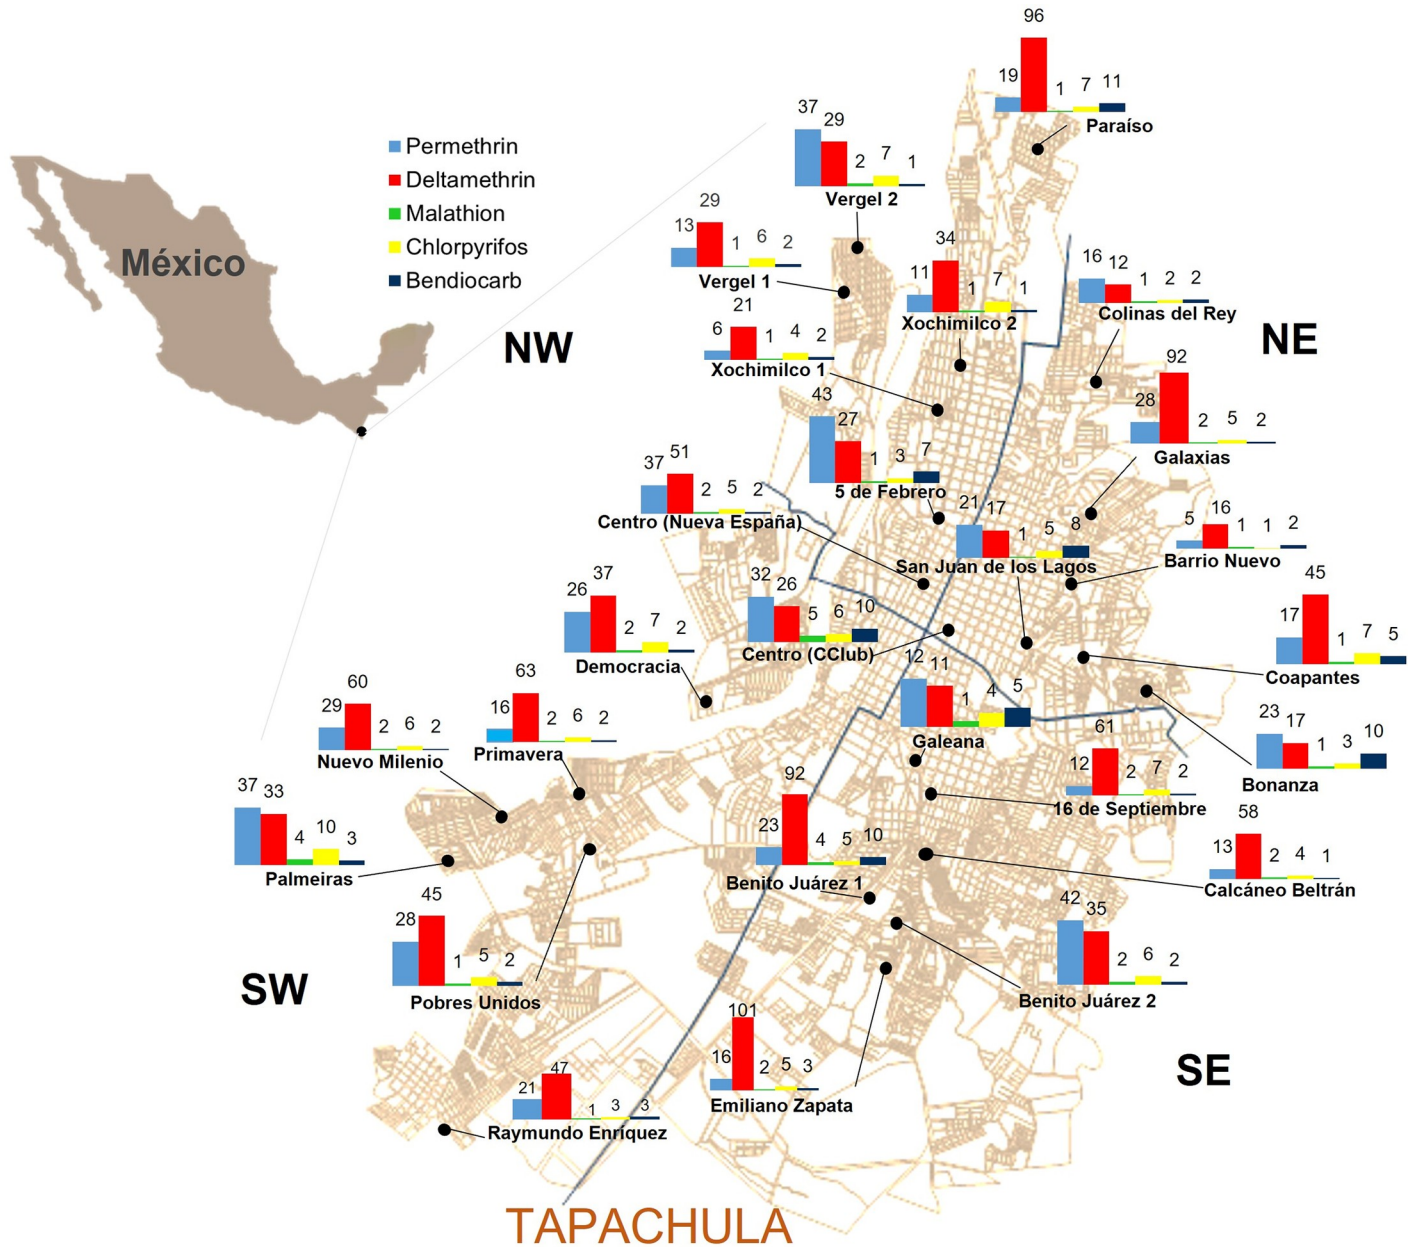 96
19 1 7 11
Paraíso
37 29 2 7 1
Vergel 2
Permethrin
Deltamethrin
Malathion
Chlorpyrifos
Bendiocarb
México
NW
NE
13 29 1 6 2
Vergel 1
11 34 1 7 1
Xochimilco 2
16 12 1 2 2
Colinas del Rey
6 21 1 4 2
Xochimilco 1
28 92 2 5 2
Galaxias
43 27 1 3 7
5 de Febrero
37 51 2 5 2
Centro (Nueva España)
21 17 1 5 8
San Juan de los Lagos
5 16 1 1 2
Barrio Nuevo
26 37 2 7 2
Democracia
32 26 5 6 10
Centro (CClub)
17 45 1 7 5
Coapantes
29 60 2 6 2
Nuevo Milenio
16 63 2 6 2
Primavera
12 11 1 4 5
Galeana
23 17 1 3 10
Bonanza
12 61 2 7 2
16 de Septiembre
37 33 4 10 3
Palmeiras
23 92 4 5 10
Benito Juárez 1
13 58 2 4 1
Calcáneo Beltrán
28 45 1 5 2
Pobres Unidos
42 35 2 6 2
Benito Juárez 2
SW
SE
16 101 2 5 3
Emiliano Zapata
21 47 1 3 3
Raymundo Enríquez
TAPACHULA